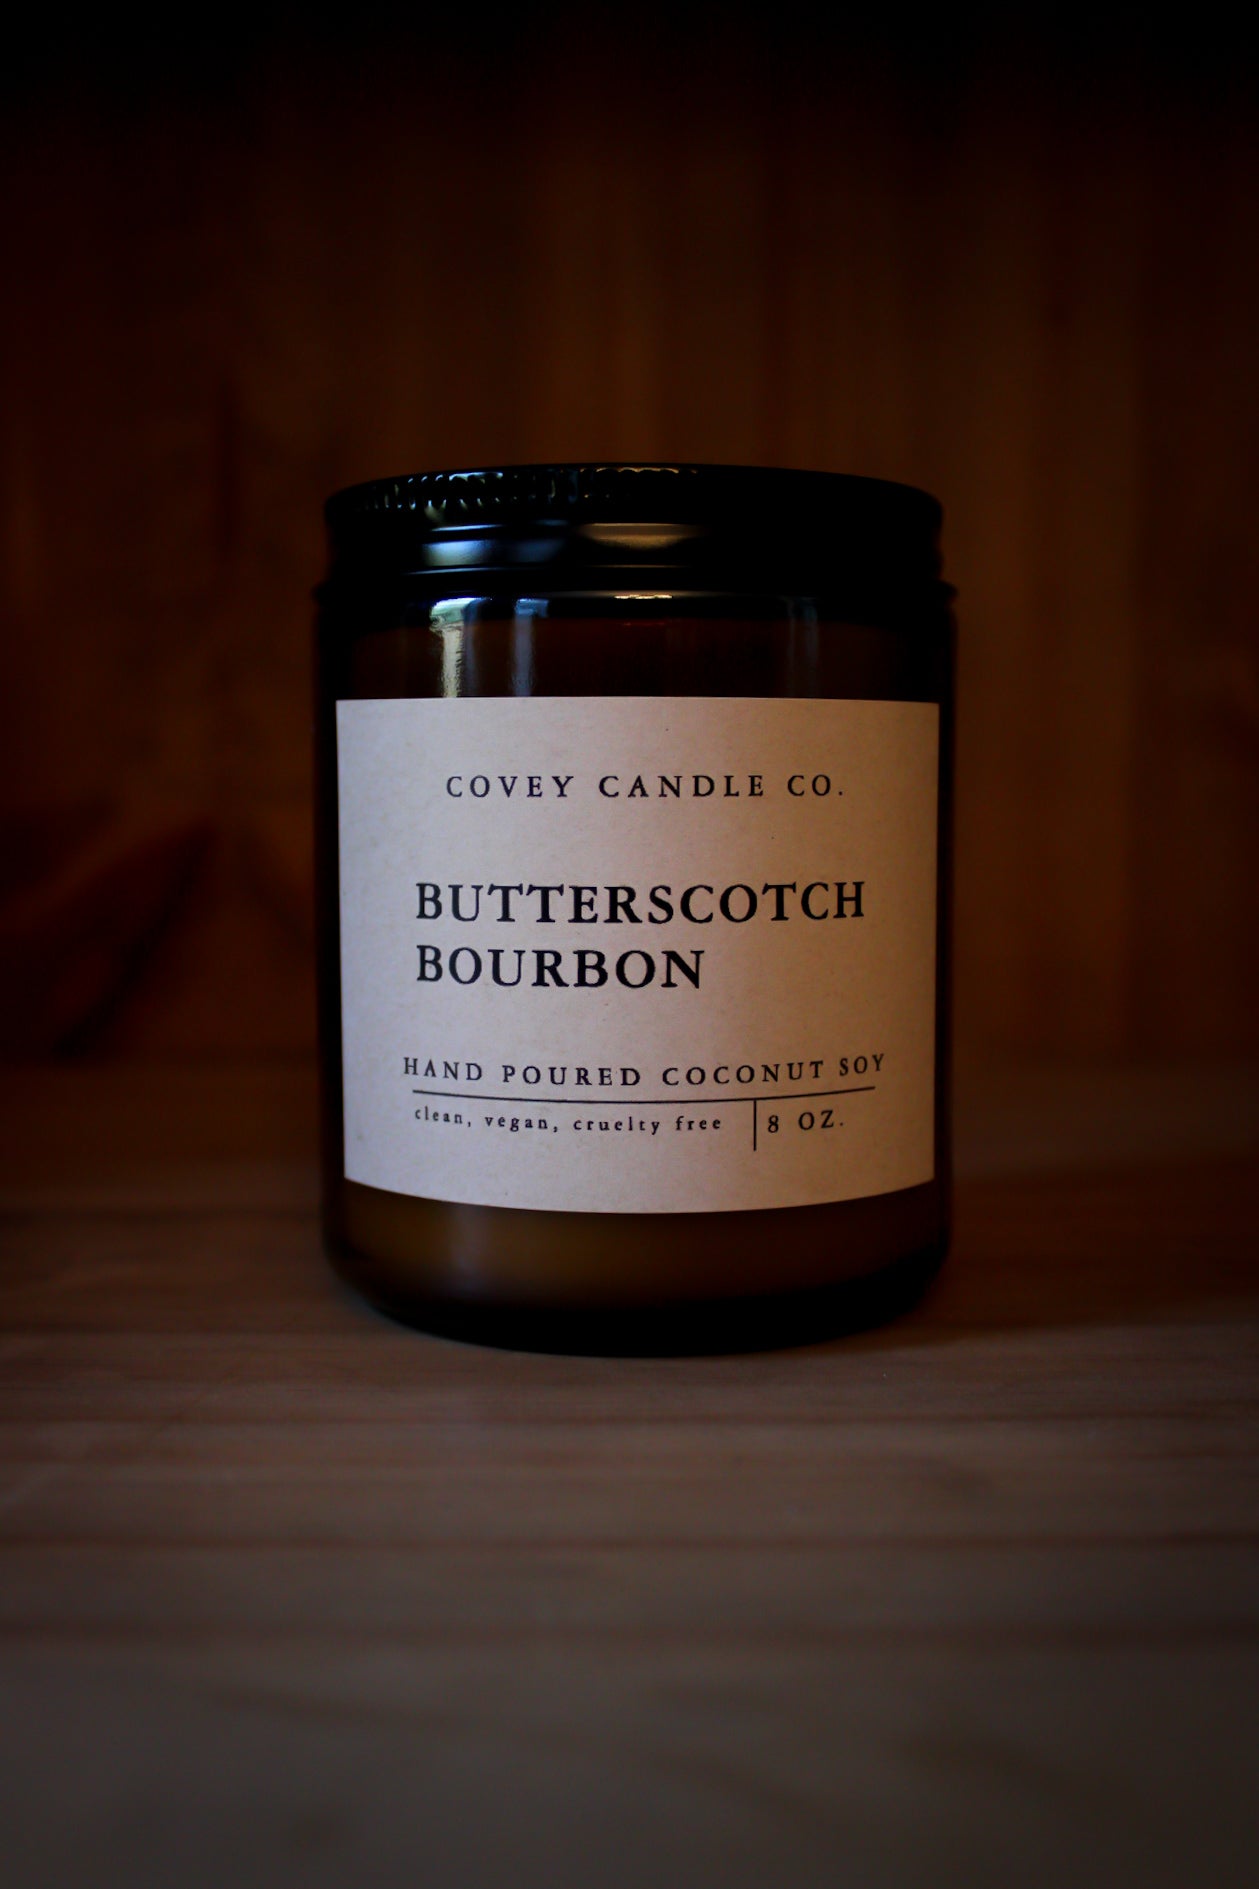 COVEY CANDLE CO.
BUTTERSCOTCH
BOURBON
HAND POURED COCONUT SOY
clean, vegan, cruelty free | 8 OZ.